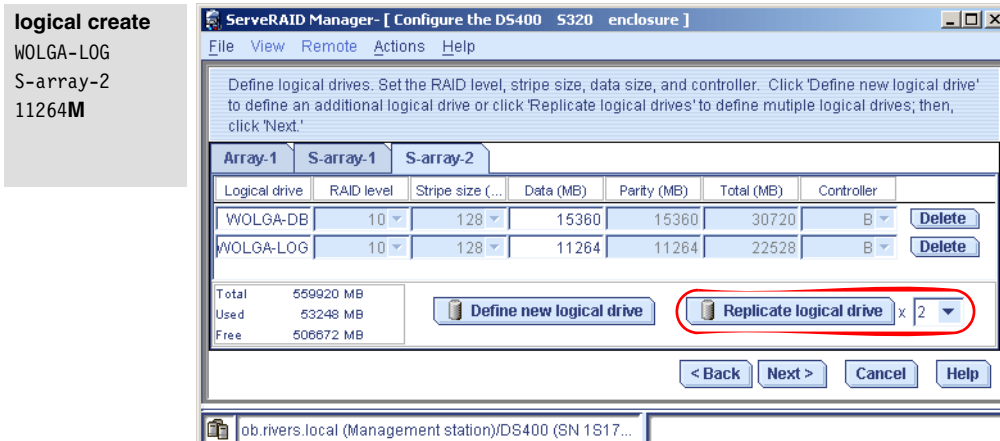 logical create
WOLGA-LOG
S-array-2
11264M
ServeRAID Manager- [ Configure the DS400 S320 enclosure ]
File View Remote Actions Help
Define logical drives. Set the RAID level, stripe size, data size, and controller. Click 'Define new logical drive'
to define an additional logical drive or click 'Replicate logical drives' to define mutiple logical drives; then,
click 'Next.'
Array-1 S-array-1 S-array-2
Logical drive RAID level Stripe size (... Data (MB) Parity (MB) Total (MB) Controller
WOLGA-DB 10 128 15360 15360 30720 B Delete
WOLGA-LOG 10 128 11264 11264 22528 B Delete
Total 559920 MB
Used 53248 MB
Free 506672 MB
Define new logical drive Replicate logical drive x 2
< Back Next > Cancel Help
ob.rivers.local (Management station)/DS400 (SN 1S17...